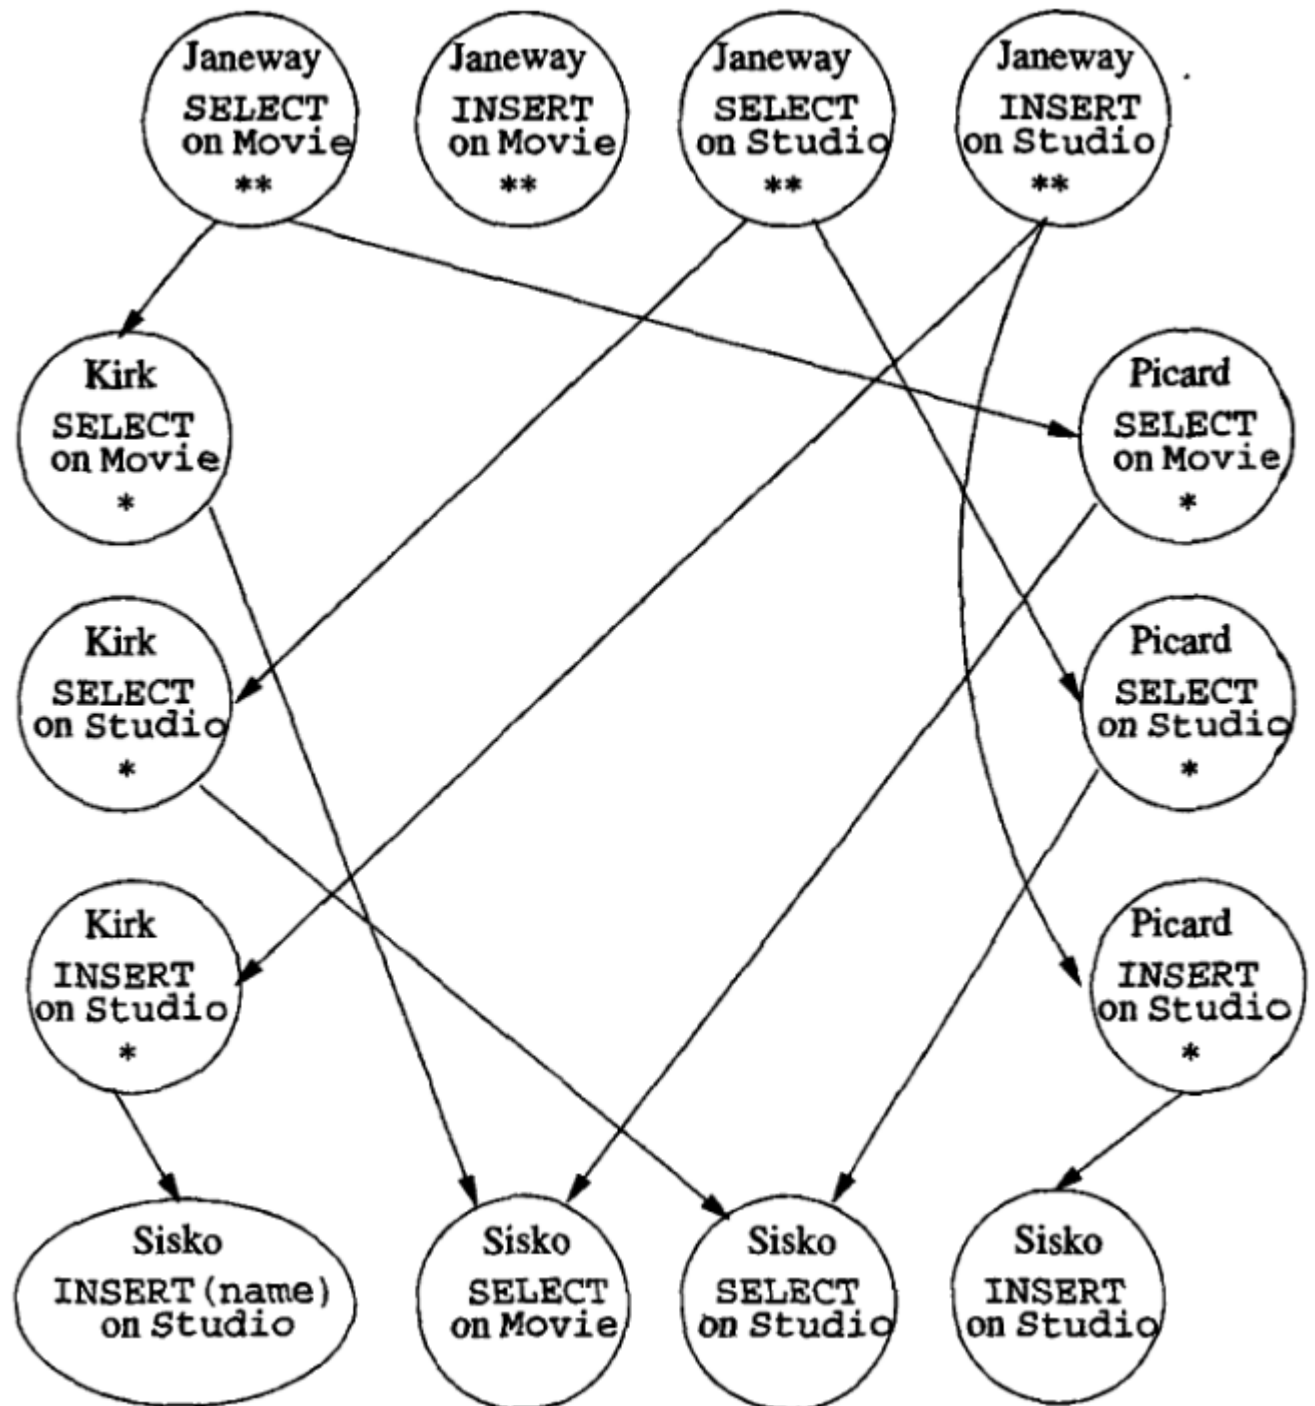 Janeway
SELECT
on Movie
**
Janeway
INSERT
on Movie
**
Janeway
SELECT
on Studio
**
Janeway
INSERT
on Studio
**
Kirk
SELECT
on Movie
*
Picard
SELECT
on Movie
*
Kirk
SELECT
on Studio
*
Picard
SELECT
on Studio
*
Kirk
INSERT
on Studio
*
Picard
INSERT
on Studio
*
Sisko
INSERT(name)
on Studio
Sisko
SELECT
on Movie
Sisko
SELECT
on Studio
Sisko
INSERT
on Studio